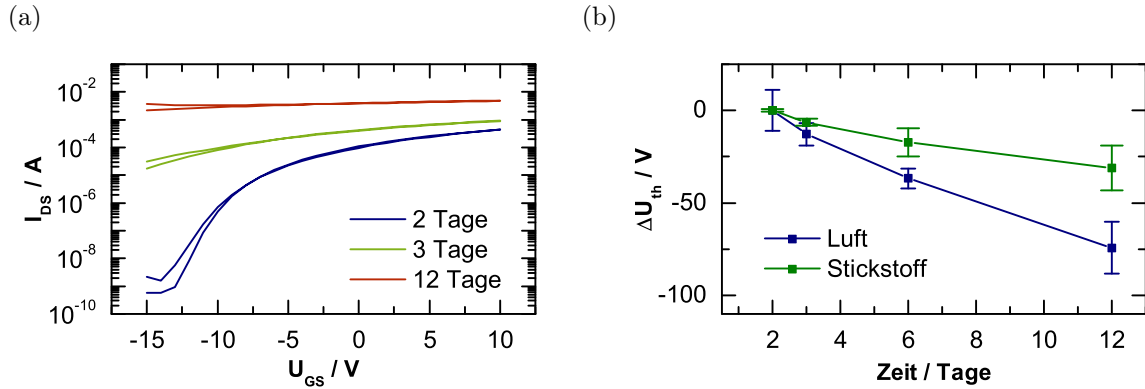 (a)
I_DS / A
10^-2
10^-4
10^-6
10^-8
10^-10
2 Tage
3 Tage
12 Tage
-15 -10 -5 0 5 10
U_GS / V
(b)
ΔU_th / V
0
-50
-100
Luft
Stickstoff
2 4 6 8 10 12
Zeit / Tage